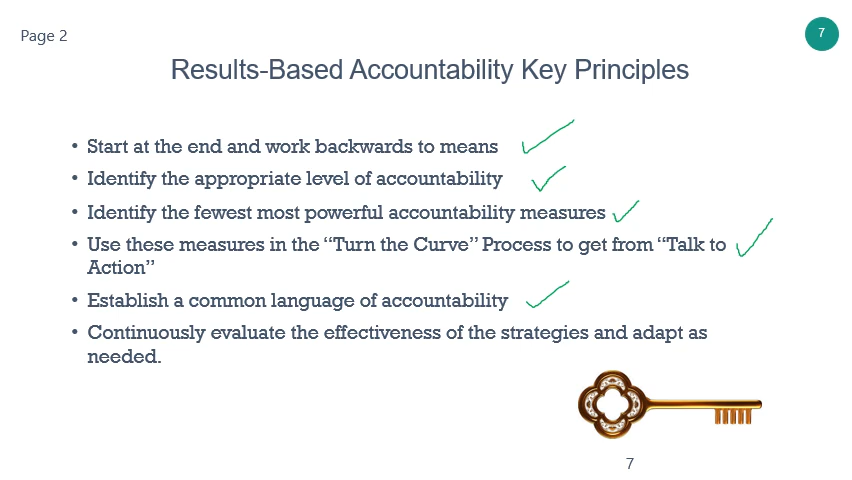 Page 2
7
Results-Based Accountability Key Principles
• Start at the end and work backwards to means
• Identify the appropriate level of accountability
• Identify the fewest most powerful accountability measures
• Use these measures in the “Turn the Curve” Process to get from “Talk to
Action”
• Establish a common language of accountability
• Continuously evaluate the effectiveness of the strategies and adapt as
needed.
7